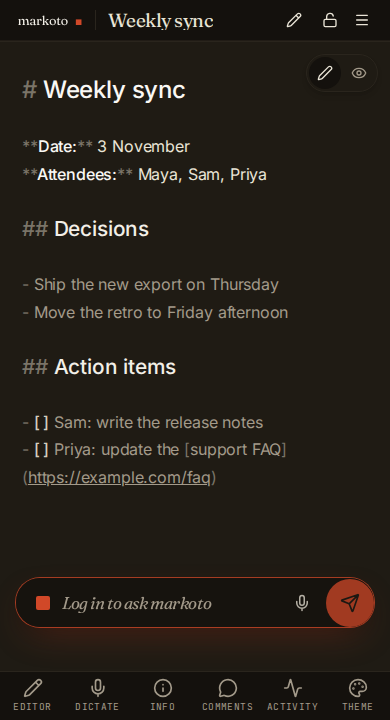 markoto
Weekly sync
# Weekly sync
**Date:** 3 November
**Attendees:** Maya, Sam, Priya
## Decisions
- Ship the new export on Thursday
- Move the retro to Friday afternoon
## Action items
- [ ] Sam: write the release notes
- [ ] Priya: update the [support FAQ]
(https://example.com/faq)
Log in to ask markoto
EDITOR DICTATE INFO COMMENTS ACTIVITY THEME